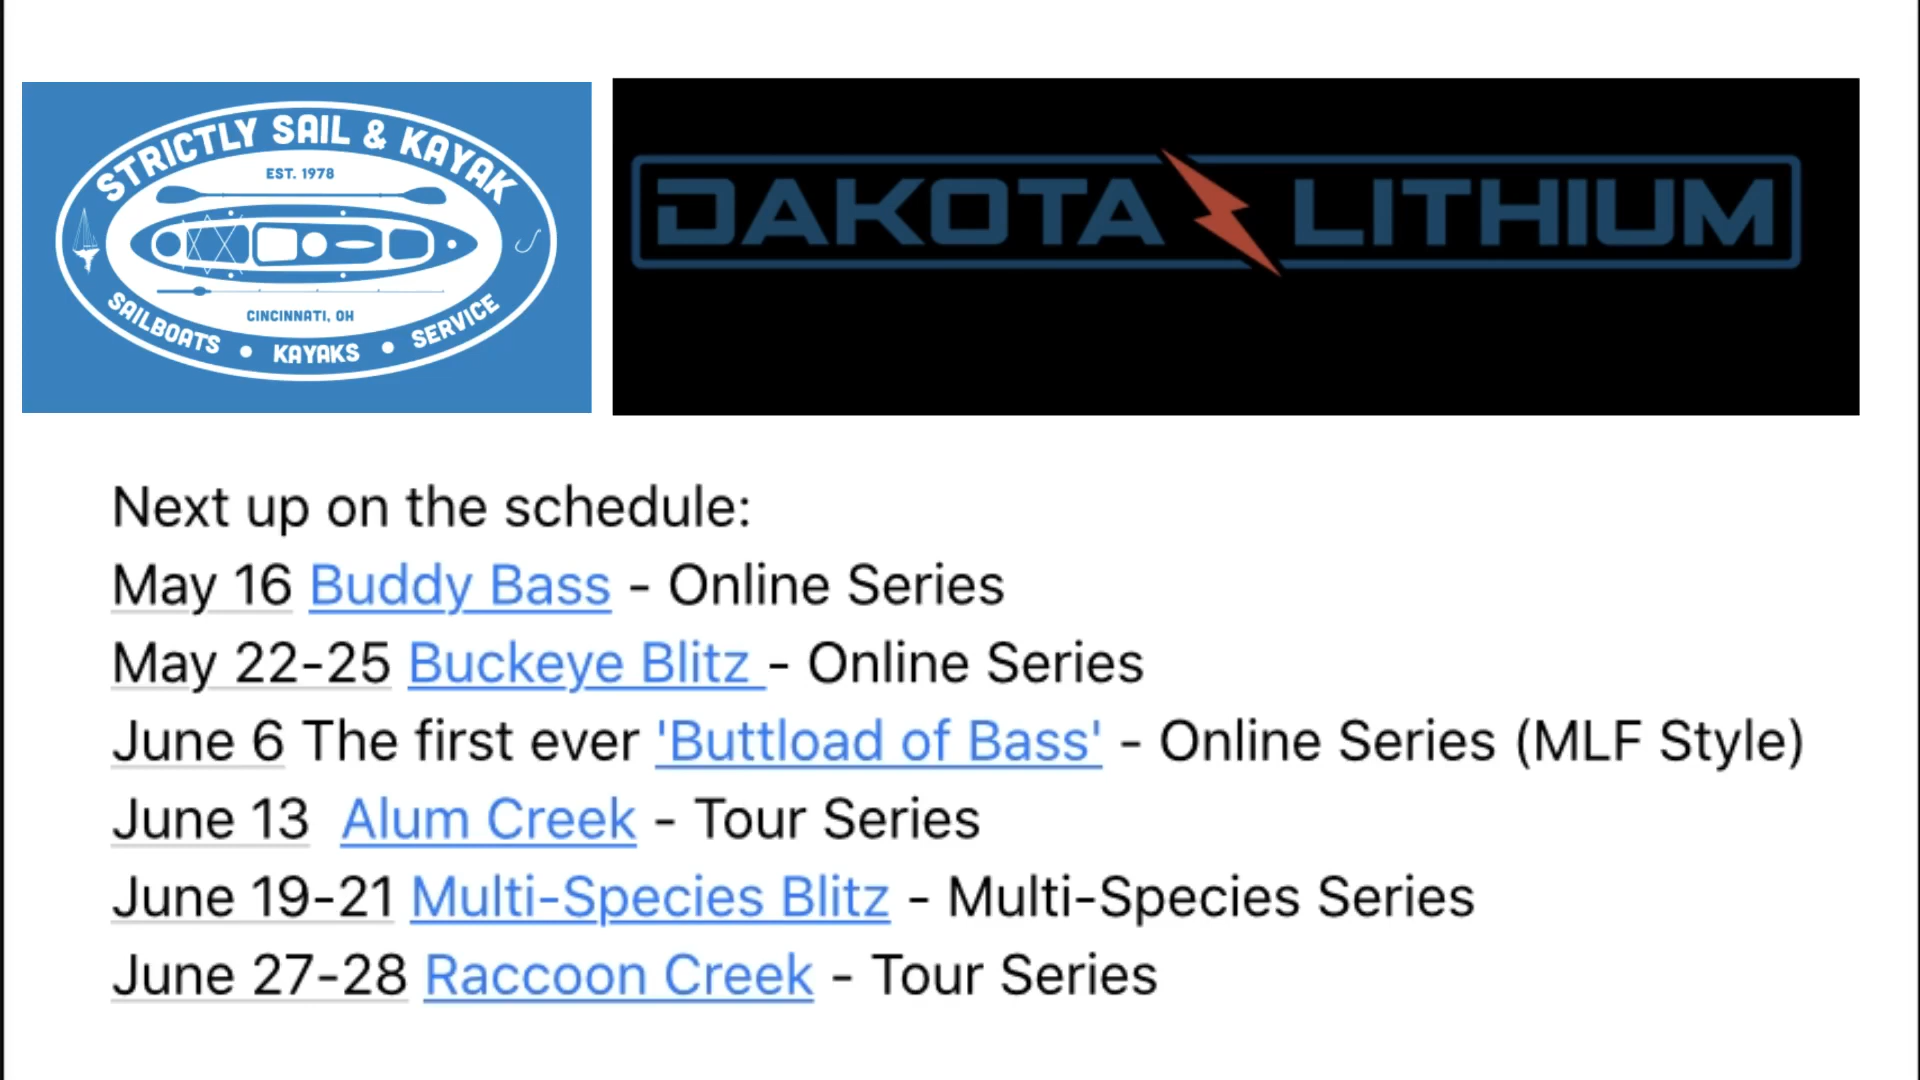 STRICTLY SAIL & KAYAK
EST. 1978
CINCINNATI, OH
SAILBOATS • KAYAKS • SERVICE
DAKOTA LITHIUM
Next up on the schedule:
May 16 Buddy Bass - Online Series
May 22-25 Buckeye Blitz - Online Series
June 6 The first ever 'Buttload of Bass' - Online Series (MLF Style)
June 13 Alum Creek - Tour Series
June 19-21 Multi-Species Blitz - Multi-Species Series
June 27-28 Raccoon Creek - Tour Series